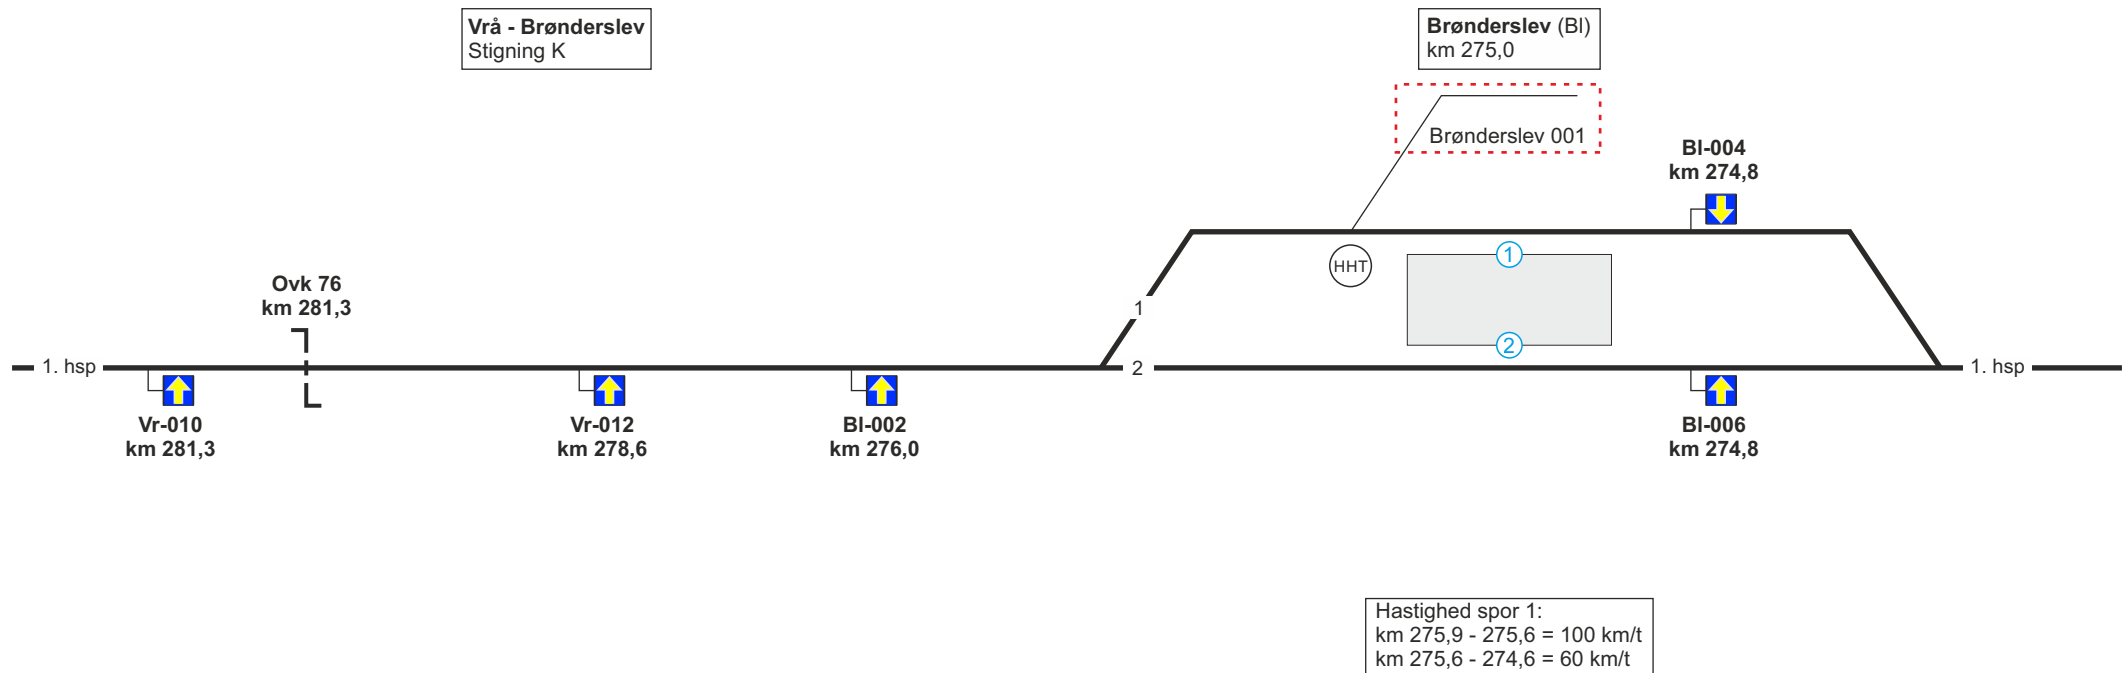 Vrå - Brønderslev
Stigning K
Brønderslev (Bl)
km 275,0
Brønderslev 001
Bl-004
km 274,8
HHT
1
Ovk 76
km 281,3
1
2
1. hsp
2
1. hsp
Vr-010
km 281,3
Vr-012
km 278,6
Bl-002
km 276,0
Bl-006
km 274,8
Hastighed spor 1:
km 275,9 - 275,6 = 100 km/t
km 275,6 - 274,6 = 60 km/t